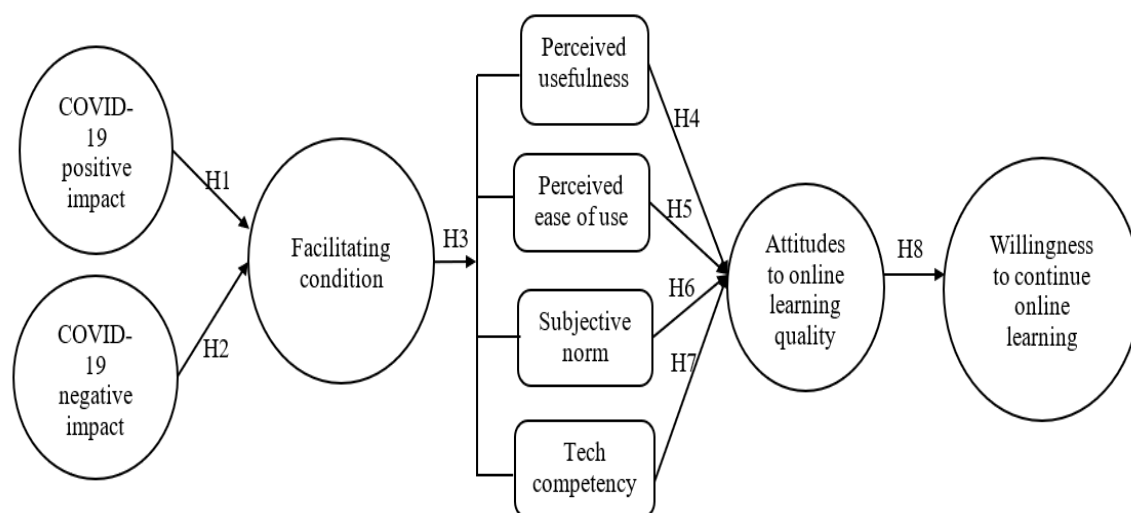 COVID-
19
positive
impact
H1
COVID-
19
negative
impact
H2
Facilitating
condition
H3
Perceived
usefulness
H4
Perceived
ease of use
H5
Subjective
norm
H6
Tech
competency
H7
Attitudes
to online
learning
quality
H8
Willingness
to continue
online
learning